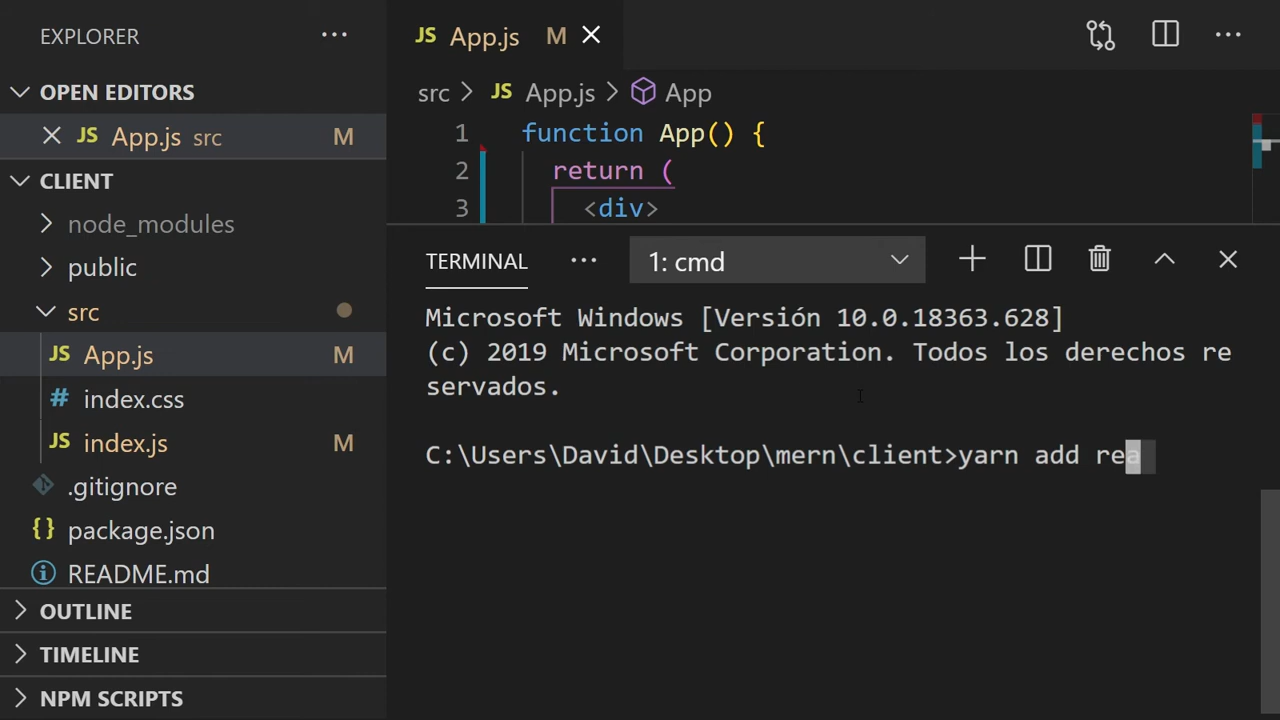 EXPLORER
OPEN EDITORS
JS App.js src M
CLIENT
node_modules
public
src
JS App.js M
# index.css
JS index.js M
.gitignore
{} package.json
README.md
OUTLINE
TIMELINE
NPM SCRIPTS
JS App.js M
src > JS App.js > App
1 function App() {
2 return (
3 <div>
TERMINAL
1: cmd
Microsoft Windows [Versión 10.0.18363.628]
(c) 2019 Microsoft Corporation. Todos los derechos re
servados.
C:\Users\David\Desktop\mern\client>yarn add rea